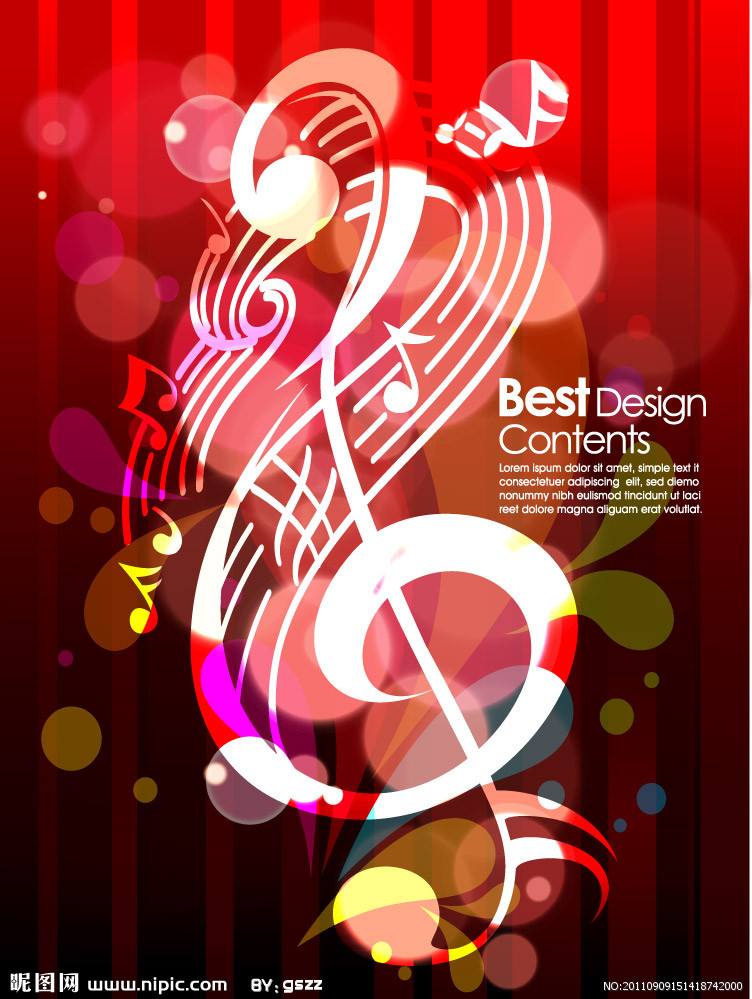 Best Design
Contents
Lorem ispum dolor sit amet, simple text it
consectetuer adipiscing elit, sed diemo
nonummy nibh euilsmod tincidunt ut laci
reet dolore magna aliguam erat volutlat.
昵图网 www.nipic.com BY: gszz
NO:20110909151418742000